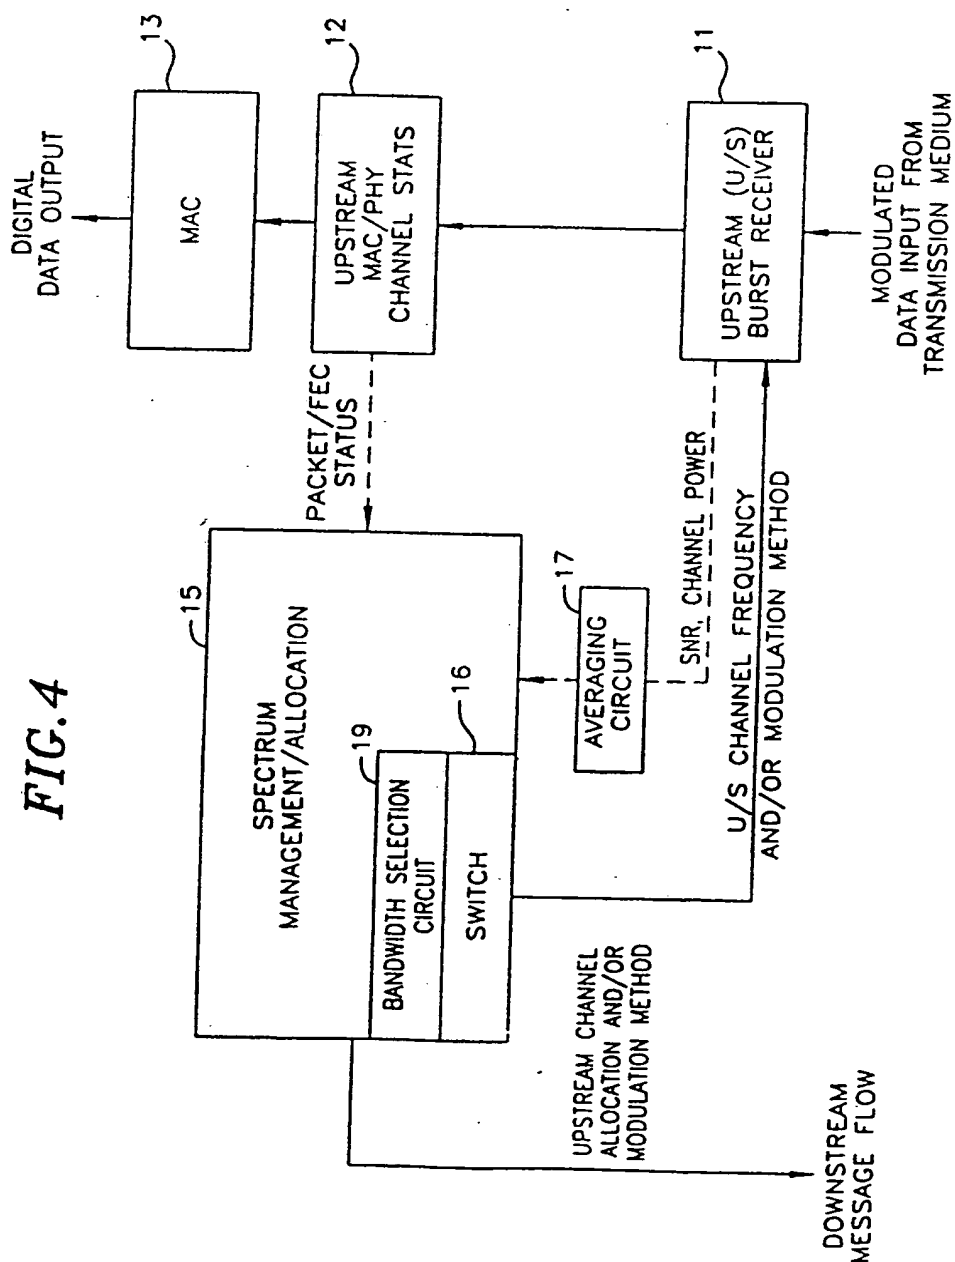 FIG.4
DIGITAL
DATA OUTPUT
13
MAC
12
UPSTREAM
MAC/PHY
CHANNEL STATS
PACKET/FEC
STATUS
15
SPECTRUM
MANAGEMENT/ALLOCATION
19
BANDWIDTH SELECTION
CIRCUIT
16
SWITCH
17
AVERAGING
CIRCUIT
SNR, CHANNEL POWER
11
UPSTREAM (U/S)
BURST RECEIVER
U/S CHANNEL FREQUENCY
AND/OR MODULATION METHOD
MODULATED
DATA INPUT FROM
TRANSMISSION MEDIUM
UPSTREAM CHANNEL
ALLOCATION AND/OR
MODULATION METHOD
DOWNSTREAM
MESSAGE FLOW